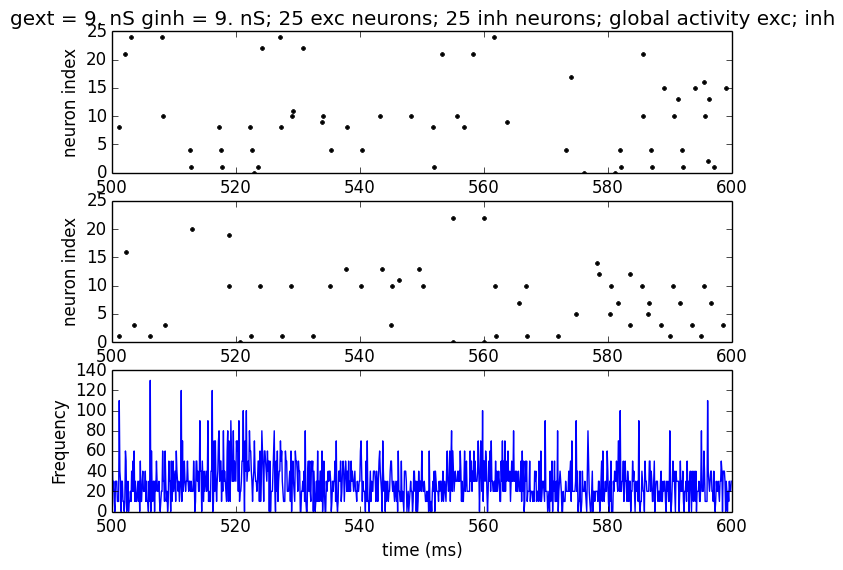 gext = 9. nS ginh = 9. nS; 25 exc neurons; 25 inh neurons; global activity exc; inh
25
20
15
10
5
0
neuron index
500 520 540 560 580 600
25
20
15
10
5
0
neuron index
500 520 540 560 580 600
140
120
100
80
60
40
20
0
Frequency
500 520 540 560 580 600
time (ms)